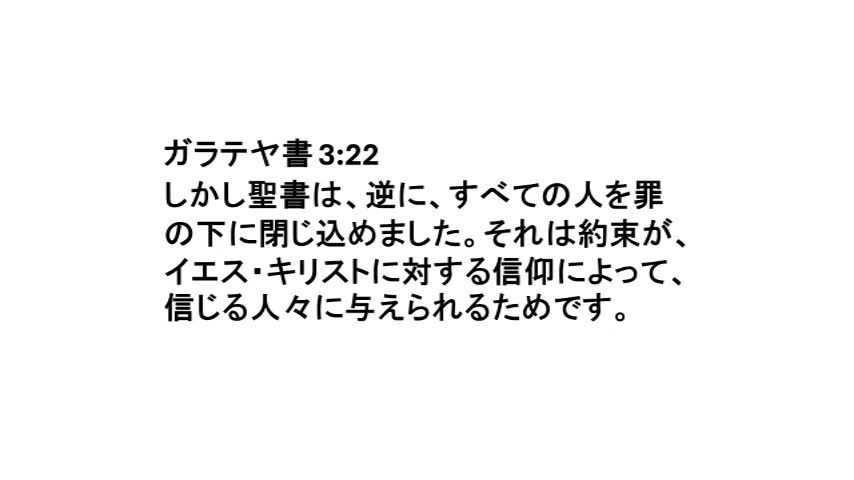 ガラテヤ書 3:22
しかし聖書は、逆に、すべての人を罪
の下に閉じ込めました。それは約束が、
イエス・キリストに対する信仰によって、
信じる人々に与えられるためです。